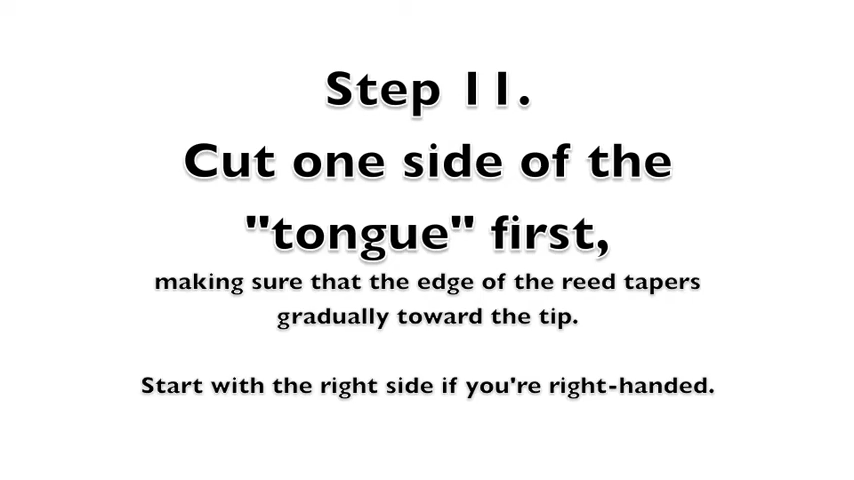 Step 11.
Cut one side of the
"tongue" first,
making sure that the edge of the reed tapers
gradually toward the tip.
Start with the right side if you're right-handed.